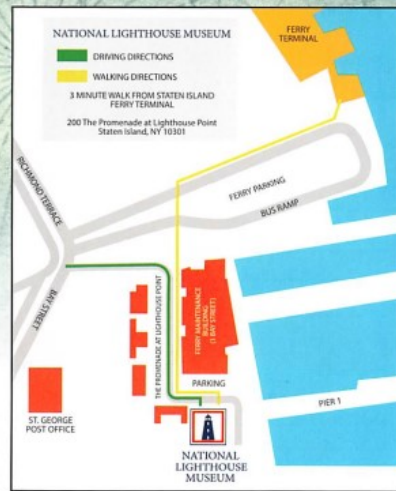 NATIONAL LIGHTHOUSE MUSEUM
DRIVING DIRECTIONS
WALKING DIRECTIONS
3 MINUTE WALK FROM STATEN ISLAND
FERRY TERMINAL
200 The Promenade at Lighthouse Point
Staten Island, NY 10301
FERRY
TERMINAL
RICHMOND TERRACE
FERRY PARKING
BUS RAMP
BAY STREET
THE PROMENADE AT LIGHTHOUSE POINT
FERRY MAINTENANCE
BUILDING
(1 BAY STREET)
PARKING
PIER 1
ST. GEORGE
POST OFFICE
NATIONAL
LIGHTHOUSE
MUSEUM